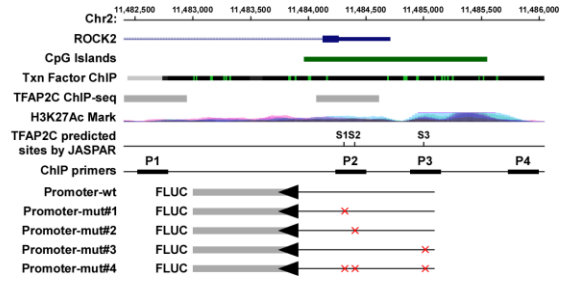 Chr2: 11,482,500 11,483,000 11,483,500 11,484,000 11,484,500 11,485,000 11,485,500 11,486,000
ROCK2
CpG Islands
Txn Factor ChIP
TFAP2C ChIP-seq
H3K27Ac Mark
TFAP2C predicted
sites by JASPAR
S1S2 S3
P1 P2 P3 P4
ChIP primers
Promoter-wt FLUC
Promoter-mut#1 FLUC
Promoter-mut#2 FLUC
Promoter-mut#3 FLUC
Promoter-mut#4 FLUC